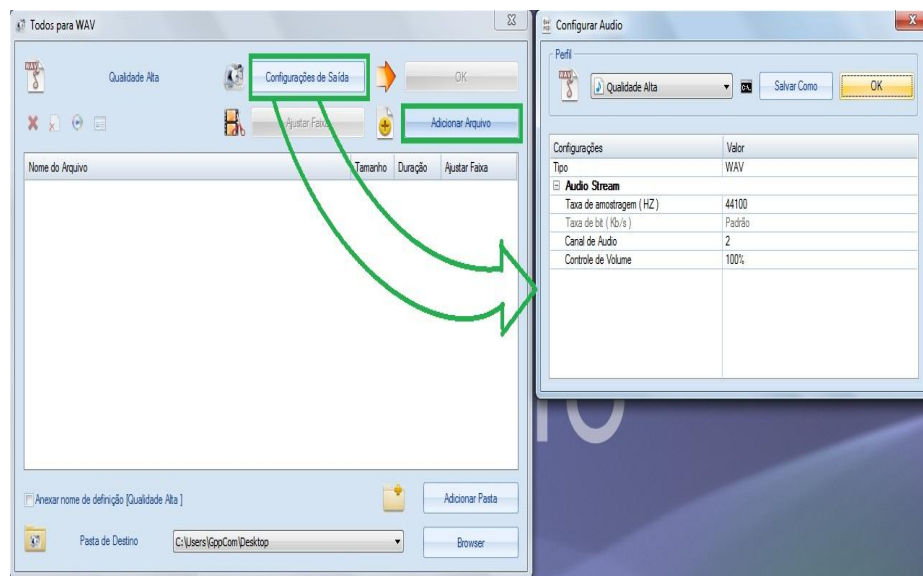 Todos para WAV
Qualidade Alta
Configurações de Saída
OK
Ajustar Faixa
Adicionar Arquivo
Nome do Arquivo Tamanho Duração Ajustar Faixa
Anexar nome de definição [Qualidade Alta ]
Adicionar Pasta
Pasta de Destino
C:\Users\GppCom\Desktop
Browser
Configurar Audio
Perfil
Qualidade Alta
Salvar Como
OK
Configurações Valor
Tipo WAV
Audio Stream
Taxa de amostragem ( HZ ) 44100
Taxa de bit ( Kb/s ) Padrão
Canal de Audio 2
Controle de Volume 100%